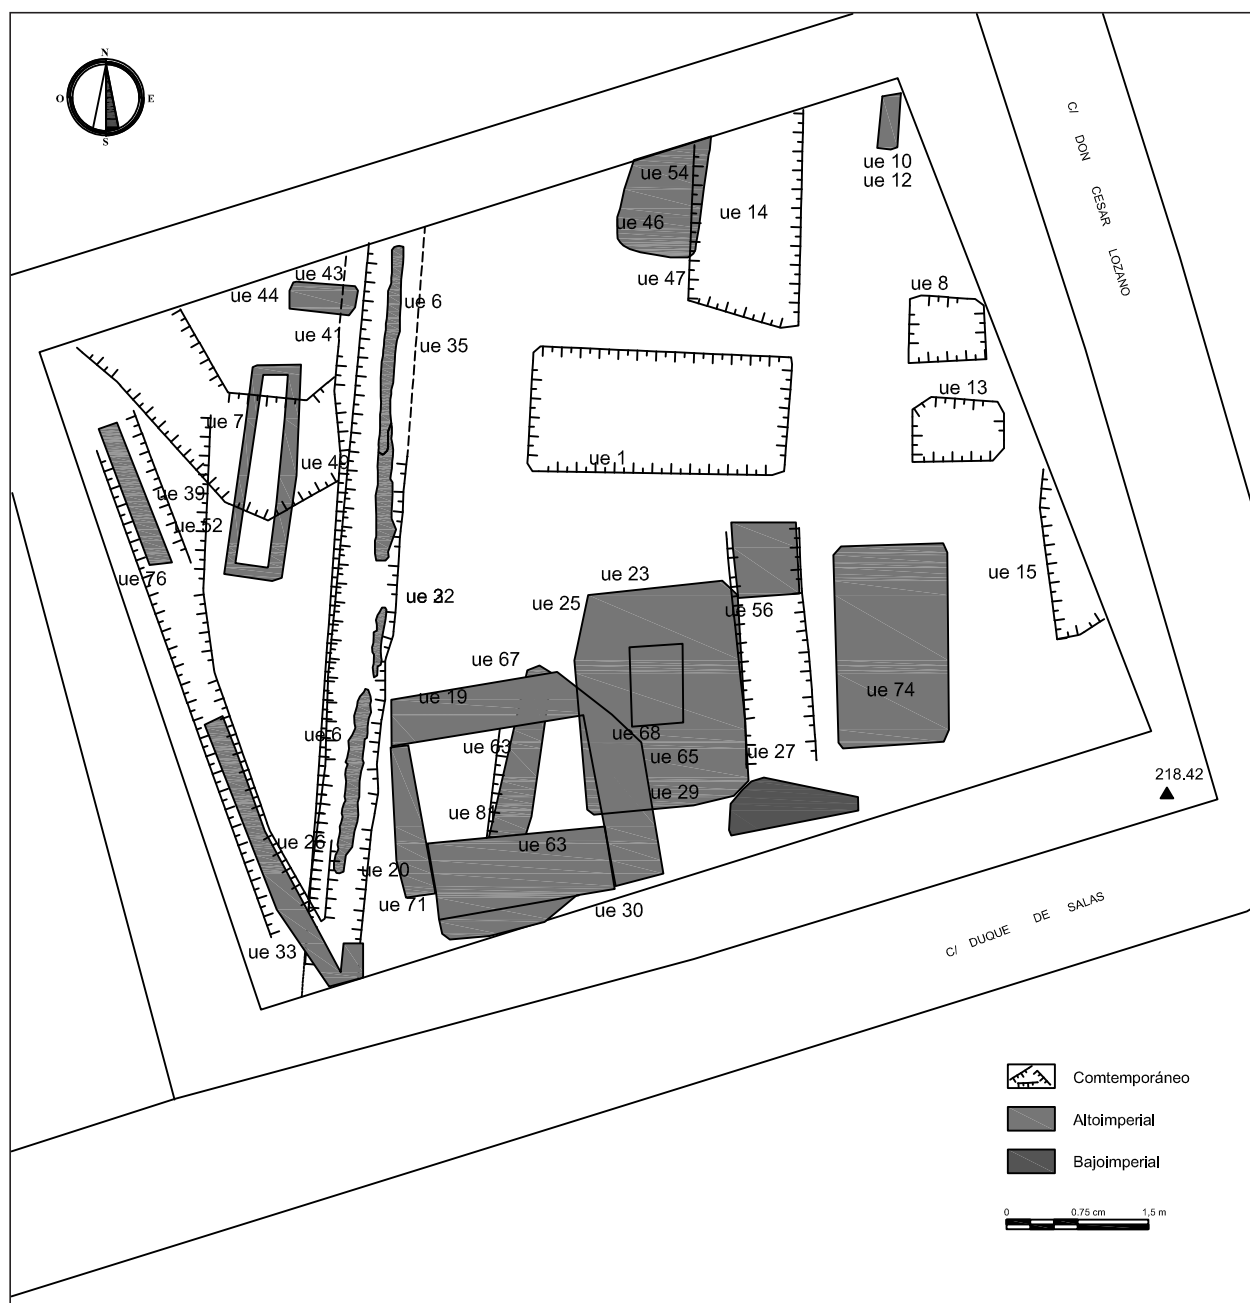 N
O
E
S
C/ DON CESAR LOZANO
ue 10
ue 12
ue 54
ue 46
ue 14
ue 47
ue 43
ue 44
ue 6
ue 41
ue 35
ue 8
ue 13
ue 7
ue 1
ue 49
ue 39
ue 52
ue 76
ue 15
ue 23
ue 25
ue 56
ue 22
ue 67
ue 19
ue 74
ue 6
ue 63
ue 68
ue 65
ue 27
ue 29
218.42
ue 81
ue 26
ue 63
ue 20
ue 71
ue 30
ue 33
C/ DUQUE DE SALAS
Comtemporáneo
Altoimperial
Bajoimperial
0 0.75 cm 1,5 m